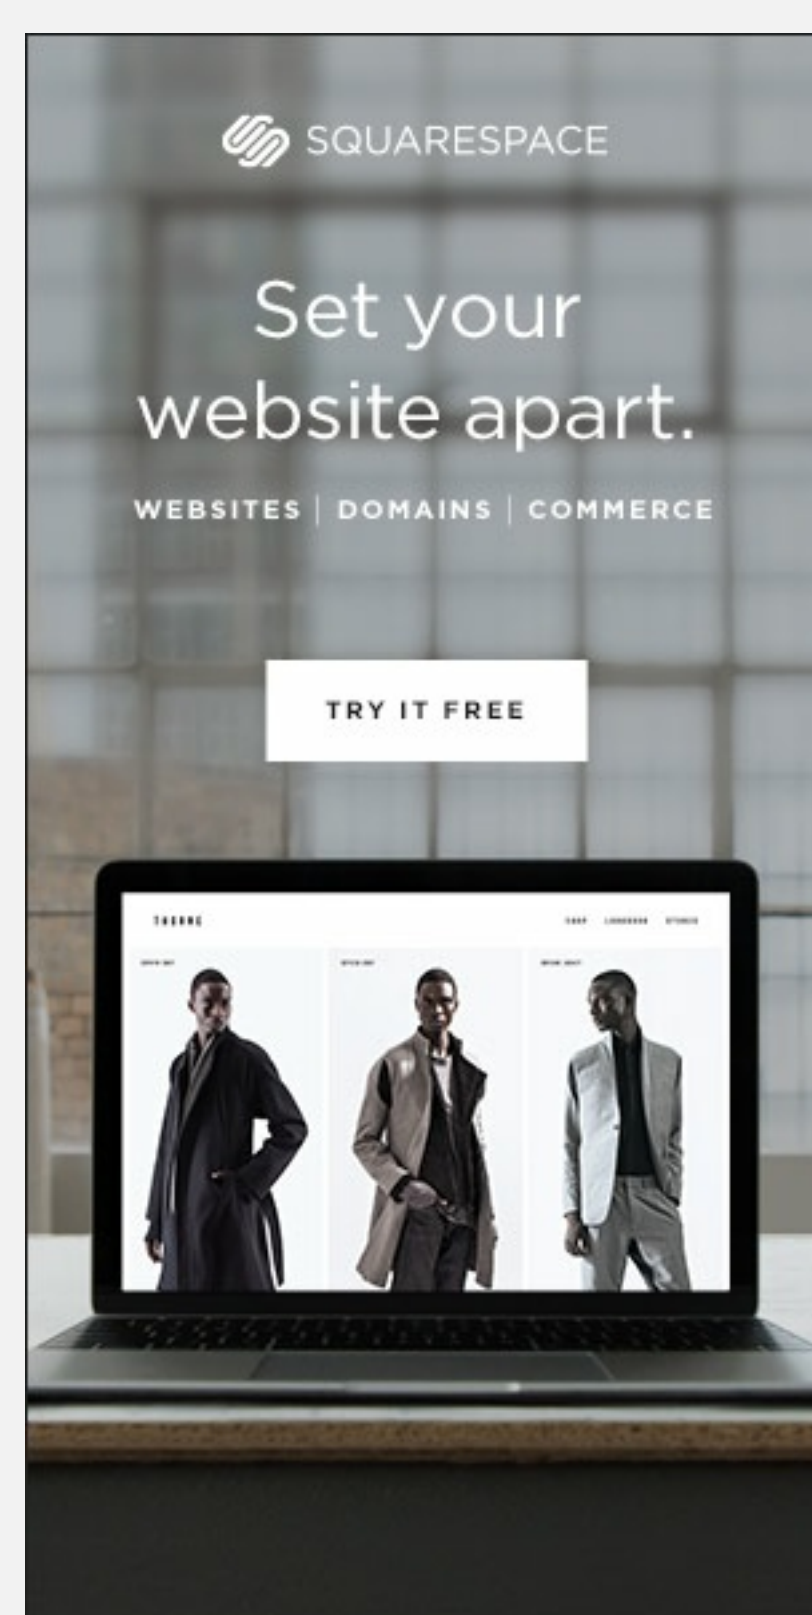 SQUARESPACE
Set your
website apart.
WEBSITES | DOMAINS | COMMERCE
TRY IT FREE